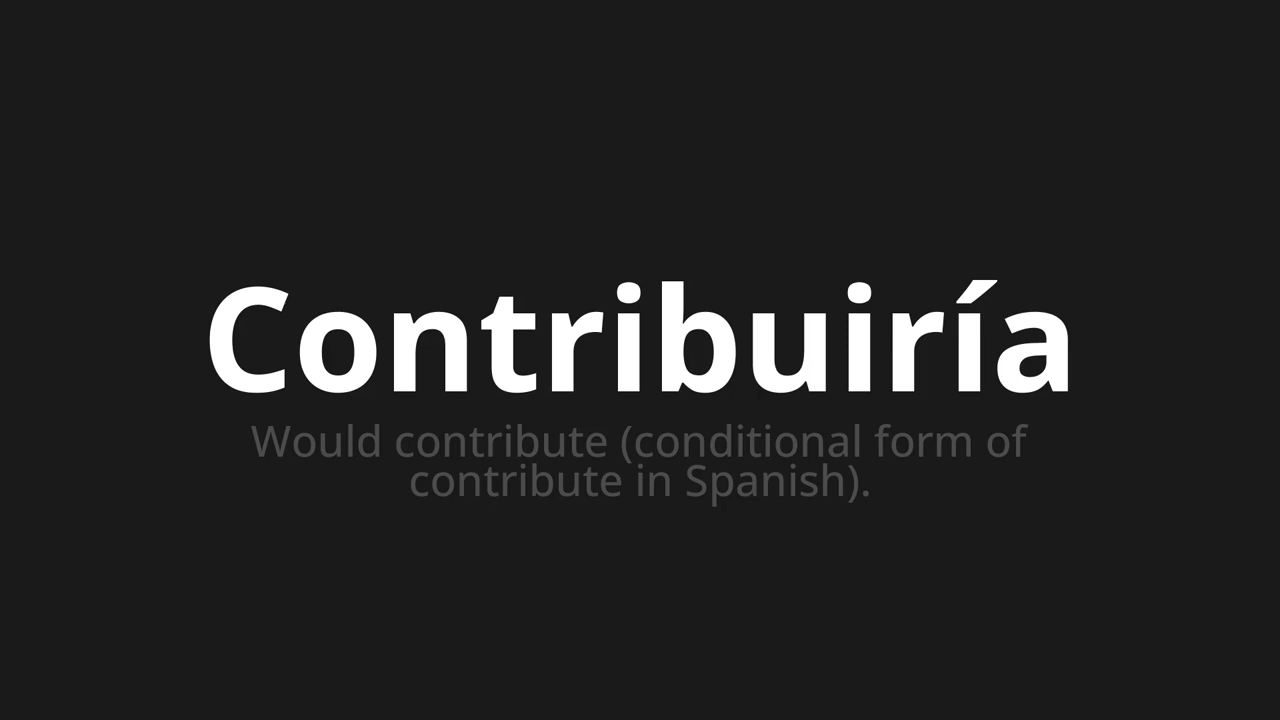 Contribuiría
Would contribute (conditional form of
contribute in Spanish).